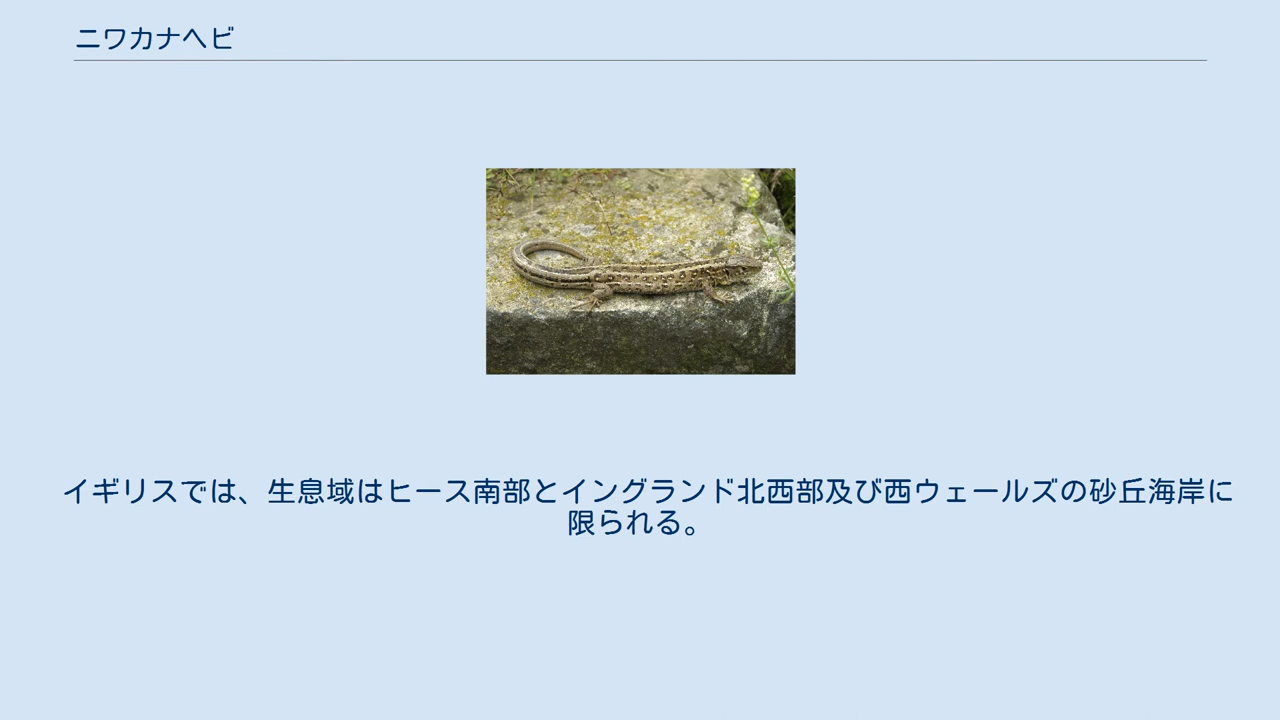 ニワカナヘビ
イギリスでは、生息域はヒース南部とイングランド北西部及び西ウェールズの砂丘海岸に
限られる。